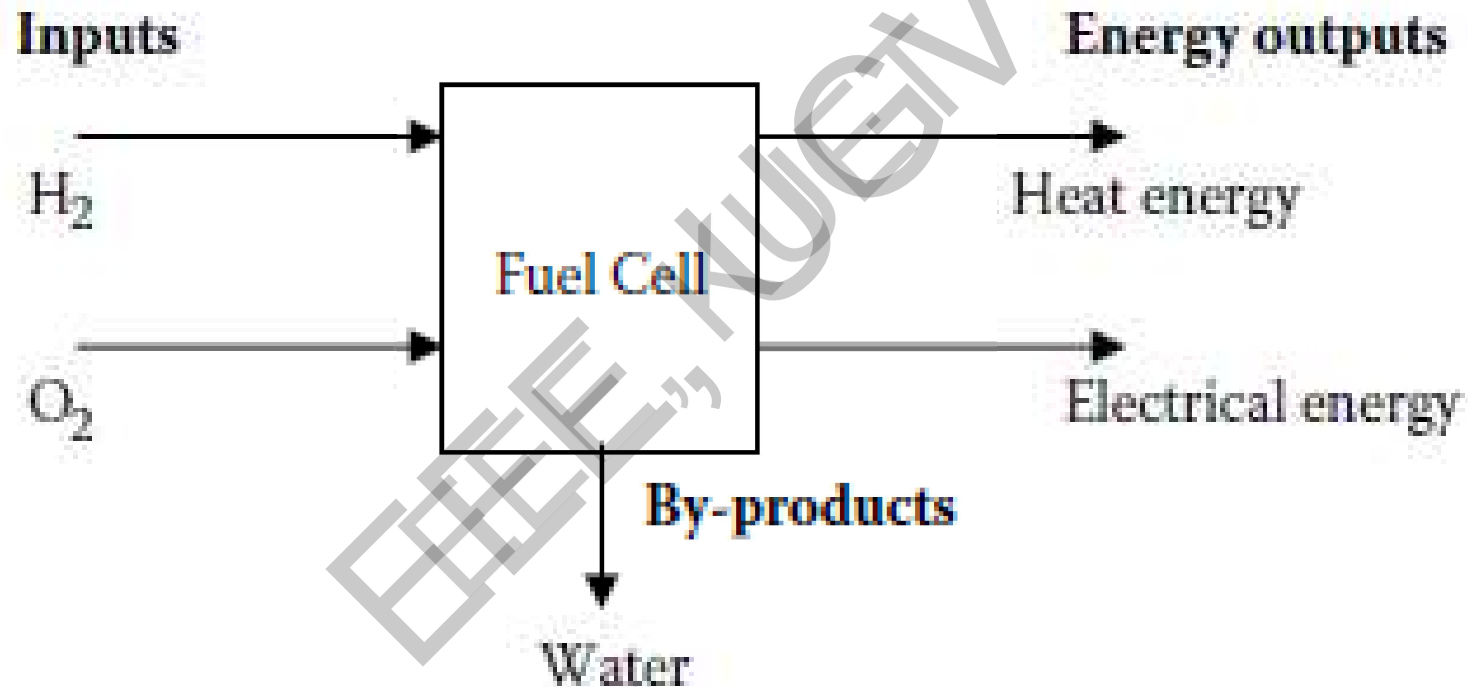 Inputs
Energy outputs
H₂
Heat energy
Fuel Cell
O₂
Electrical energy
By-products
Water